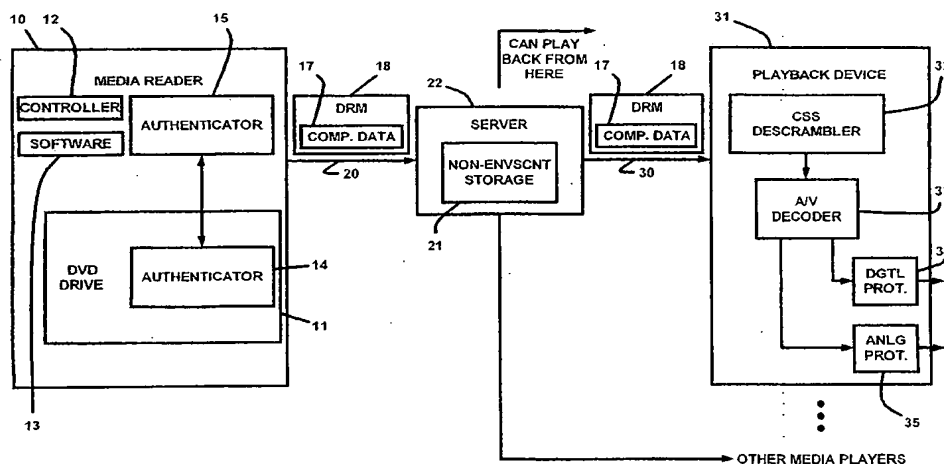 10
12
15
MEDIA READER
CONTROLLER
SOFTWARE
AUTHENTICATOR
DVD
DRIVE
AUTHENTICATOR
14
11
13
17
18
DRM
COMP. DATA
20
22
CAN PLAY
BACK FROM
HERE
SERVER
NON-ENVSCNT
STORAGE
21
17
18
DRM
COMP. DATA
30
31
PLAYBACK DEVICE
CSS
DESCRAMBLER
A/V
DECODER
DGTL
PROT.
ANLG
PROT.
35
OTHER MEDIA PLAYERS